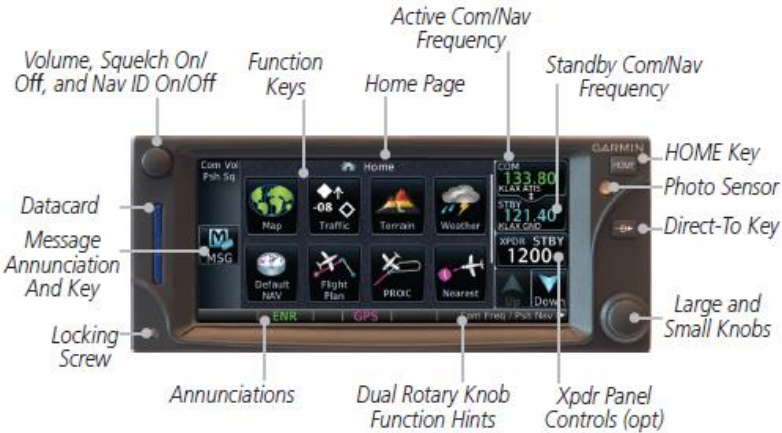 Active Com/Nav
Frequency
Volume, Squelch On/
Off, and Nav ID On/Off
Function
Keys
Home Page
Standby Com/Nav
Frequency
GARMIN
Com Vol
Psh Sq
Home
COM
133.80
KLAX ATIS
HOME
HOME Key
Photo Sensor
STBY
121.40
KLAX GND
-08
Map
Traffic
Terrain
Weather
Datacard
Direct-To Key
Message
Annunciation
And Key
MSG
XPDR STBY
1200
Default
NAV
Flight
Plan
PROC
Nearest
Up
Down
Large and
Small Knobs
Locking
Screw
ENR
GPS
Com Freq / Psh Nav
Annunciations
Dual Rotary Knob
Function Hints
Xpdr Panel
Controls (opt)